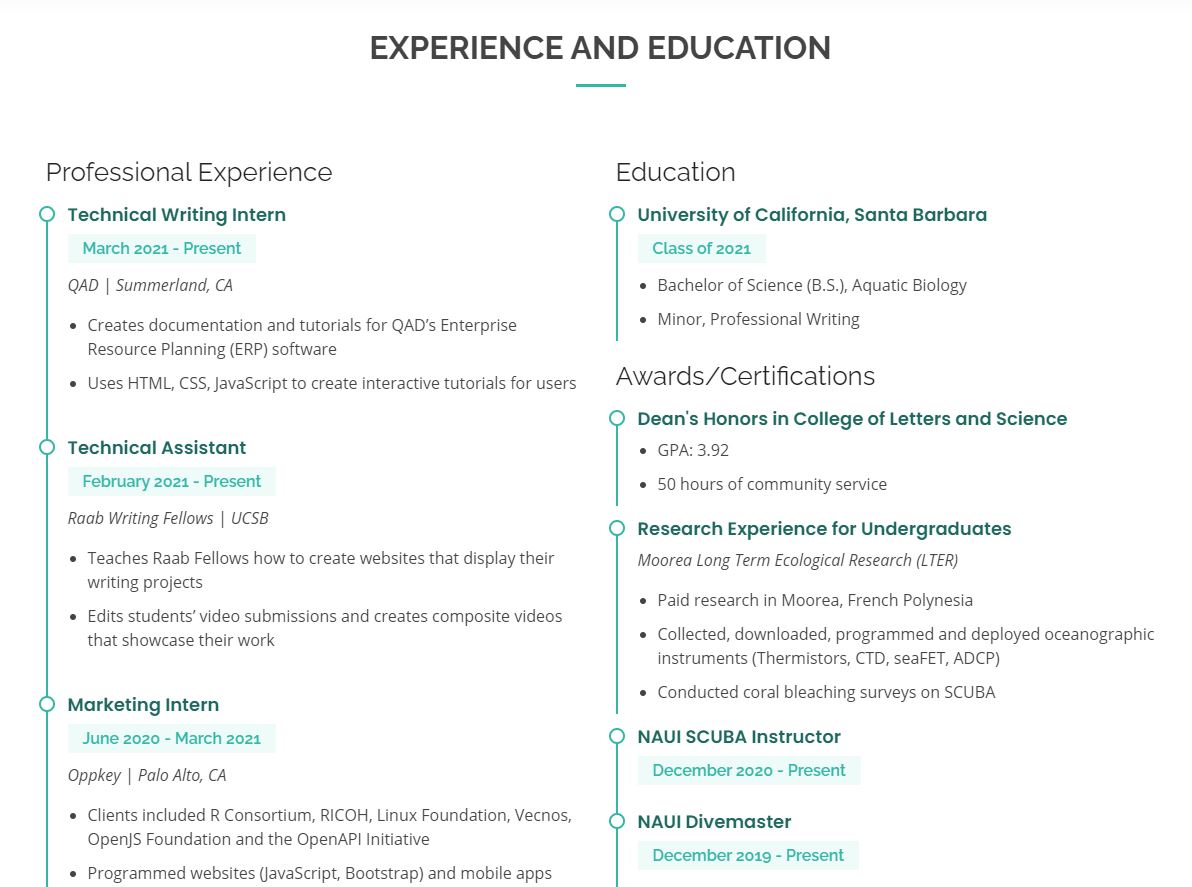 EXPERIENCE AND EDUCATION
Professional Experience
Technical Writing Intern
March 2021 - Present
QAD | Summerland, CA
Creates documentation and tutorials for QAD’s Enterprise
Resource Planning (ERP) software
Uses HTML, CSS, JavaScript to create interactive tutorials for users
Technical Assistant
February 2021 - Present
Raab Writing Fellows | UCSB
Teaches Raab Fellows how to create websites that display their
writing projects
Edits students’ video submissions and creates composite videos
that showcase their work
Marketing Intern
June 2020 - March 2021
Oppkey | Palo Alto, CA
Clients included R Consortium, RICOH, Linux Foundation, Vecnos,
OpenJS Foundation and the OpenAPI Initiative
Programmed websites (JavaScript, Bootstrap) and mobile apps
Education
University of California, Santa Barbara
Class of 2021
Bachelor of Science (B.S.), Aquatic Biology
Minor, Professional Writing
Awards/Certifications
Dean's Honors in College of Letters and Science
GPA: 3.92
50 hours of community service
Research Experience for Undergraduates
Moorea Long Term Ecological Research (LTER)
Paid research in Moorea, French Polynesia
Collected, downloaded, programmed and deployed oceanographic
instruments (Thermistors, CTD, seaFET, ADCP)
Conducted coral bleaching surveys on SCUBA
NAUI SCUBA Instructor
December 2020 - Present
NAUI Divemaster
December 2019 - Present